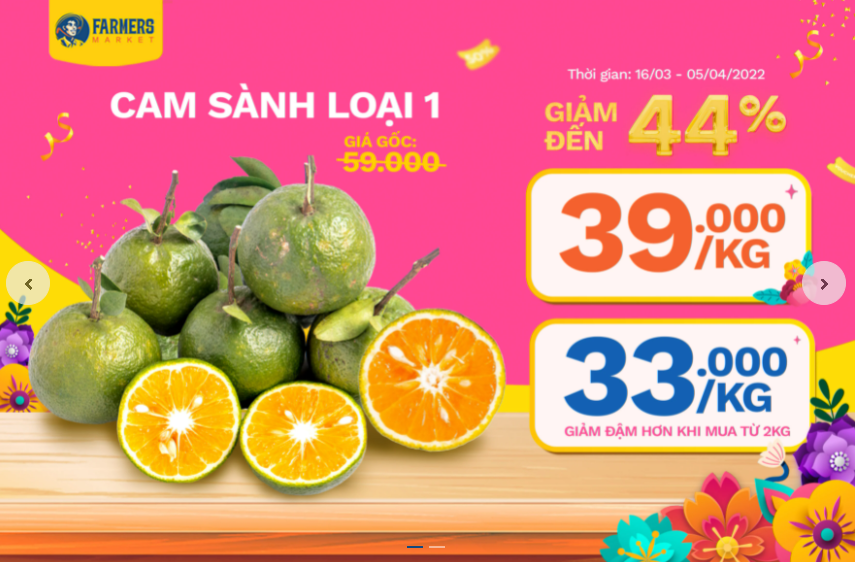 FARMERS
MARKET
CAM SÀNH LOẠI 1
GIÁ GỐC:
59.000
50%
Thời gian: 16/03 - 05/04/2022
GIẢM
ĐẾN
44%
39.000
/KG
33.000
/KG
GIẢM ĐẬM HƠN KHI MUA TỪ 2KG